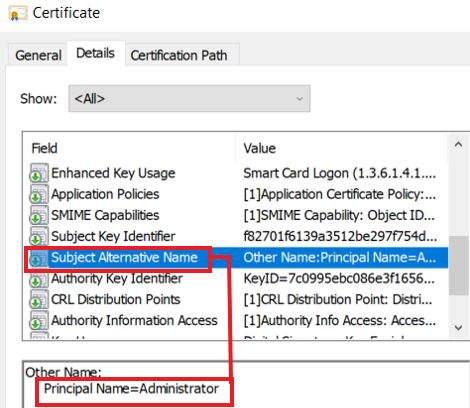 Certificate
General Details Certification Path
Show: <All>
Field Value
Enhanced Key Usage Smart Card Logon (1.3.6.1.4.1....
Application Policies [1]Application Certificate Policy:...
SMIME Capabilities [1]SMIME Capability: Object ID...
Subject Key Identifier f82701f6139a3512be297f754d...
Subject Alternative Name Other Name:Principal Name=A...
Authority Key Identifier KeyID=7c0995ebc086e3f1656...
CRL Distribution Points [1]CRL Distribution Point: Distri...
Authority Information Access [1]Authority Info Access: Acces...
Other Name:
Principal Name=Administrator